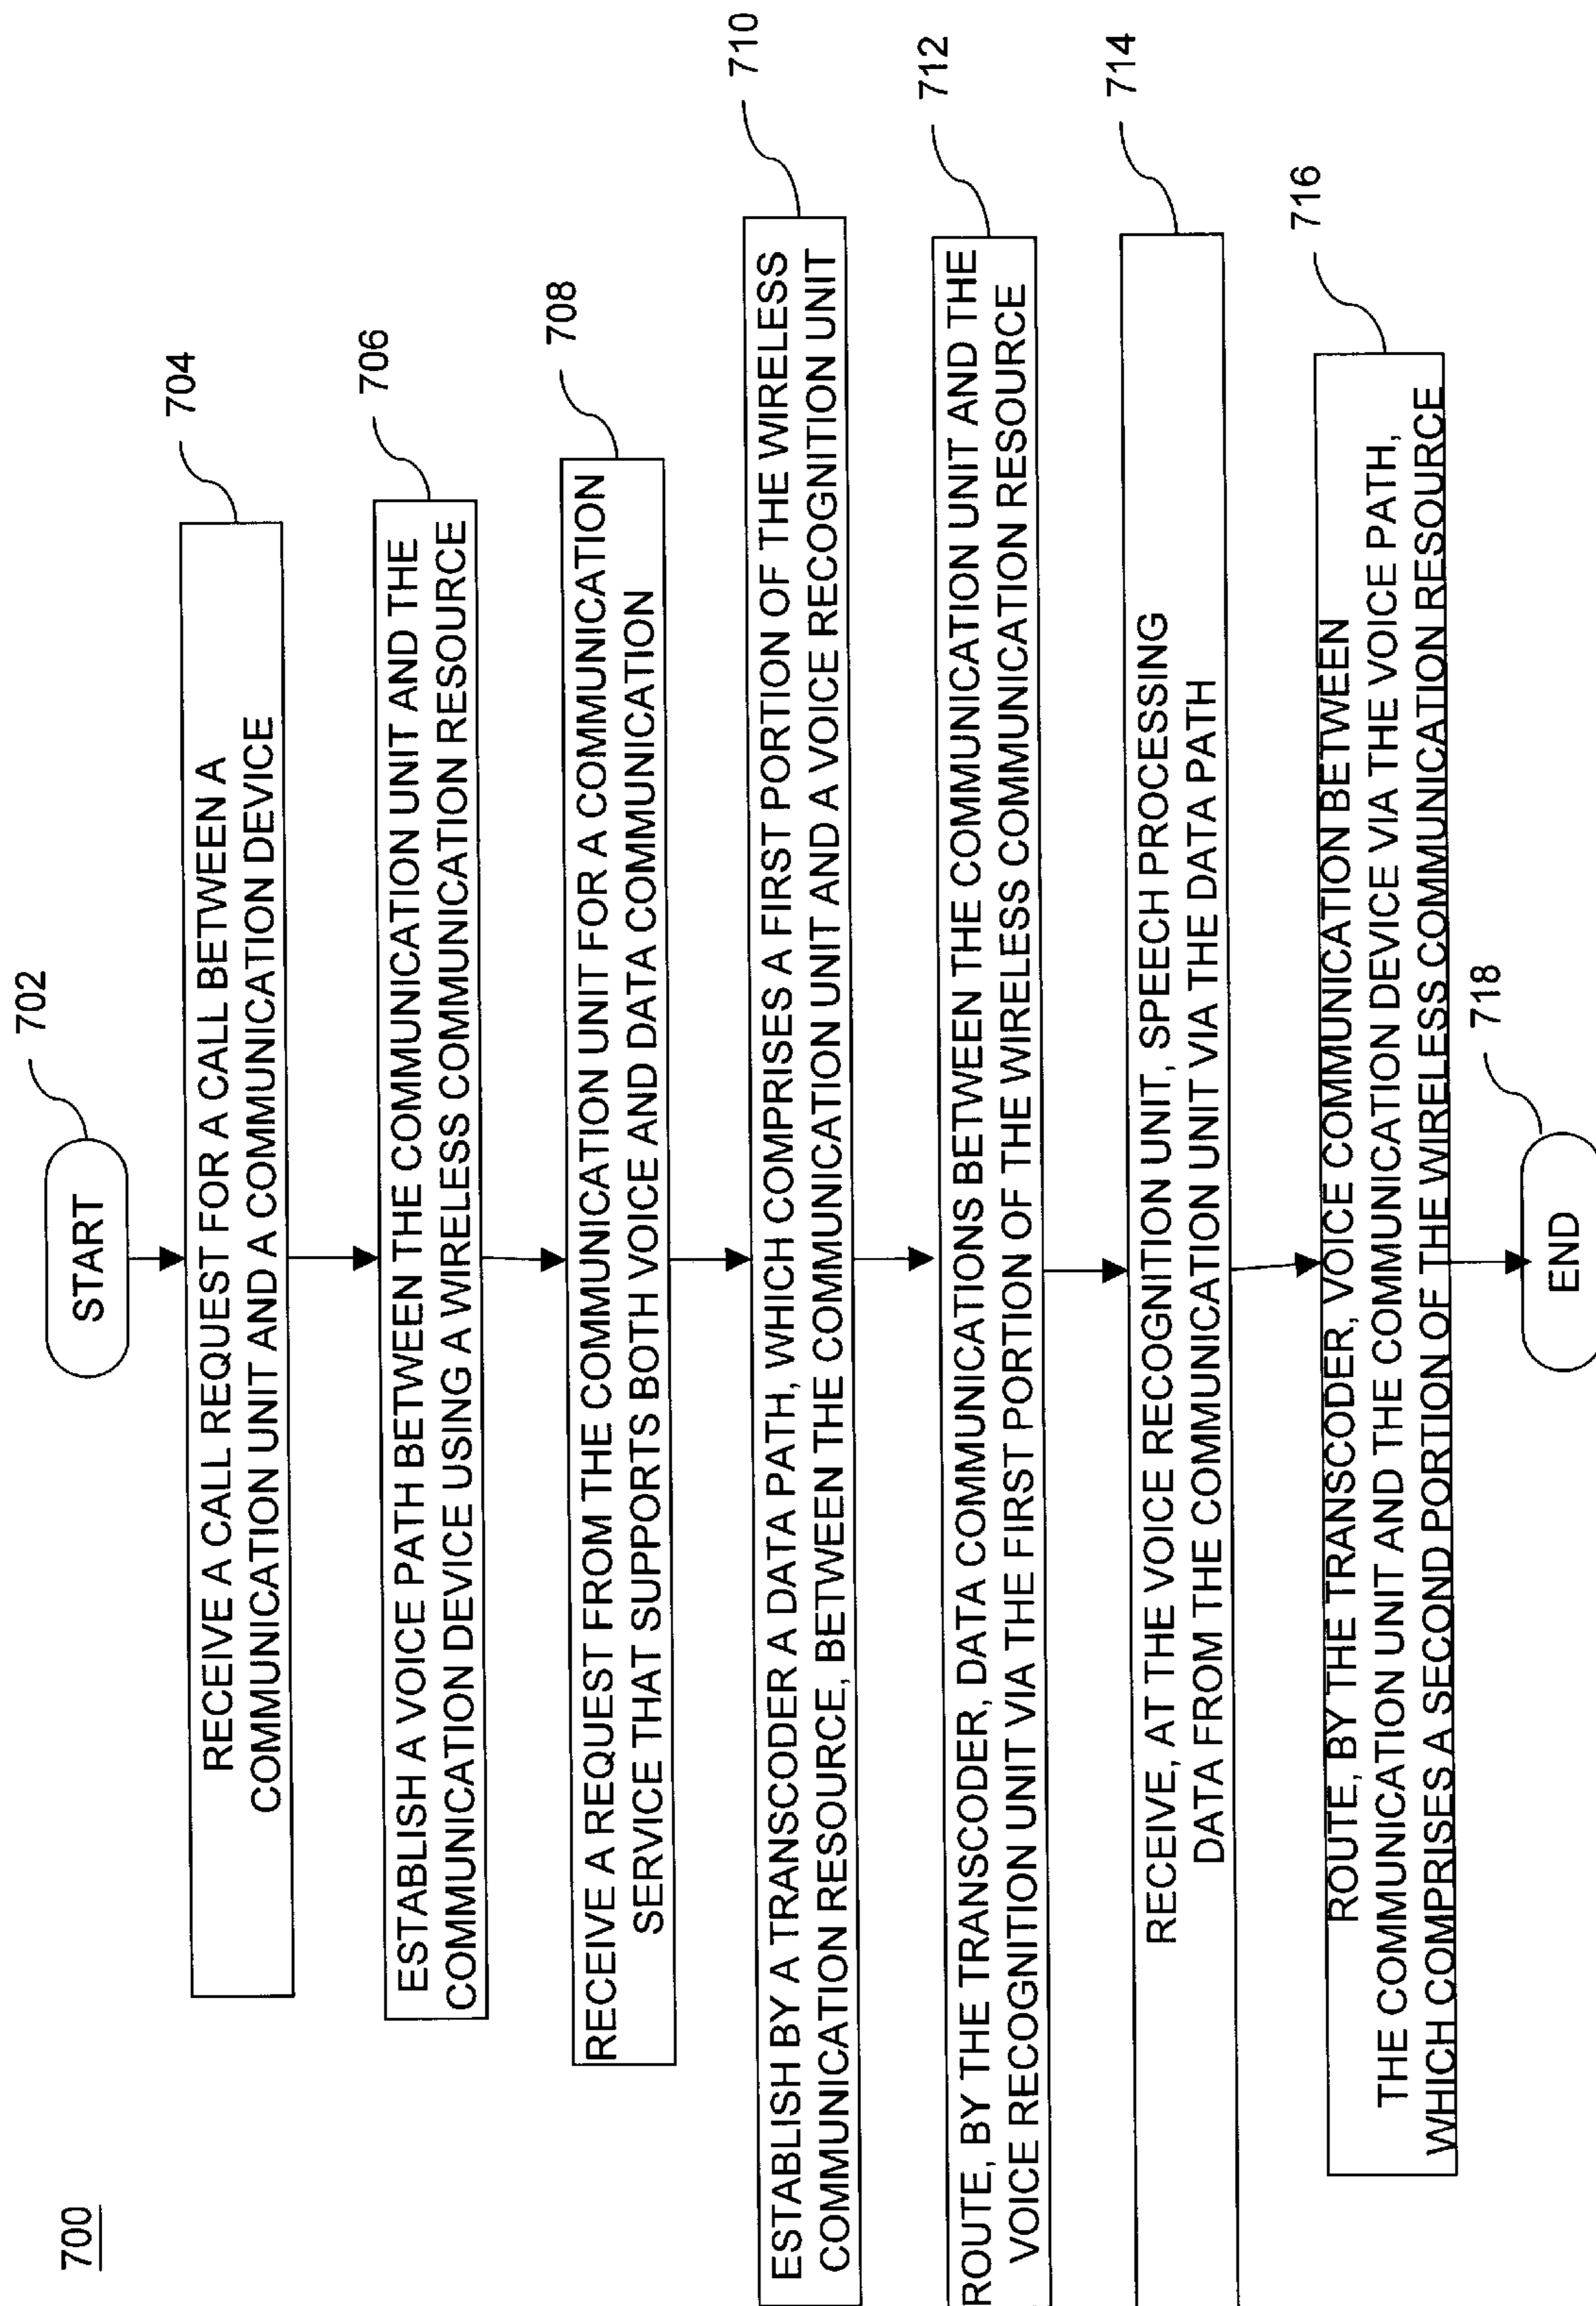 700
702
START
704
RECEIVE A CALL REQUEST FOR A CALL BETWEEN A
COMMUNICATION UNIT AND A COMMUNICATION DEVICE
706
ESTABLISH A VOICE PATH BETWEEN THE COMMUNICATION UNIT AND THE
COMMUNICATION DEVICE USING A WIRELESS COMMUNICATION RESOURCE
708
RECEIVE A REQUEST FROM THE COMMUNICATION UNIT FOR A COMMUNICATION
SERVICE THAT SUPPORTS BOTH VOICE AND DATA COMMUNICATION
710
ESTABLISH BY A TRANSCODER A DATA PATH, WHICH COMPRISES A FIRST PORTION OF THE WIRELESS
COMMUNICATION RESOURCE, BETWEEN THE COMMUNICATION UNIT AND A VOICE RECOGNITION UNIT
712
ROUTE, BY THE TRANSCODER, DATA COMMUNICATIONS BETWEEN THE COMMUNICATION UNIT AND THE
VOICE RECOGNITION UNIT VIA THE FIRST PORTION OF THE WIRELESS COMMUNICATION RESOURCE
714
RECEIVE, AT THE VOICE RECOGNITION UNIT, SPEECH PROCESSING
DATA FROM THE COMMUNICATION UNIT VIA THE DATA PATH
716
ROUTE, BY THE TRANSCODER, VOICE COMMUNICATION BETWEEN
THE COMMUNICATION UNIT AND THE COMMUNICATION DEVICE VIA THE VOICE PATH,
WHICH COMPRISES A SECOND PORTION OF THE WIRELESS COMMUNICATION RESOURCE
718
END